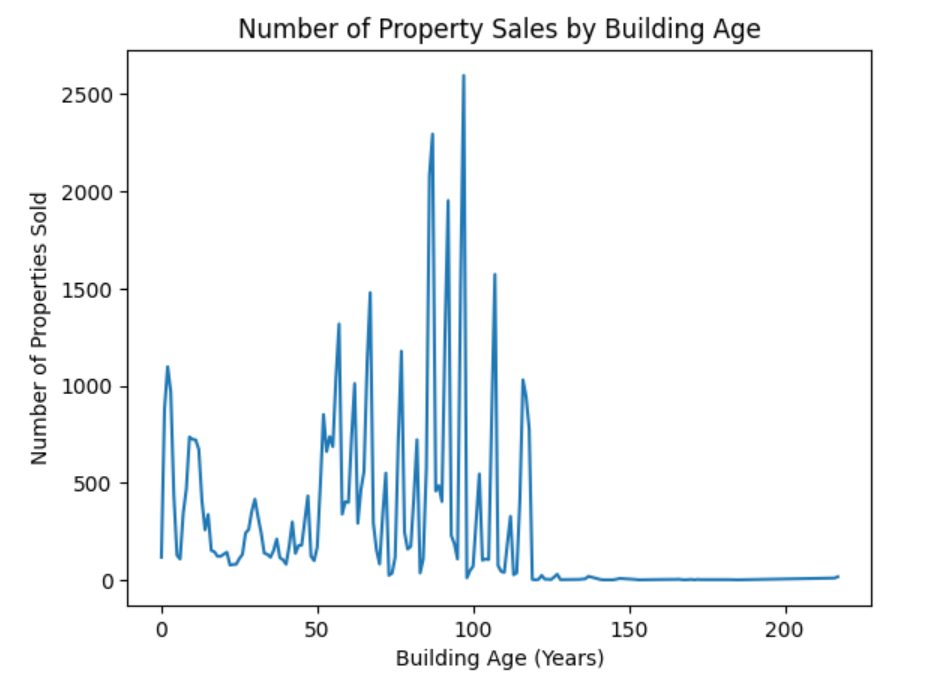 Number of Property Sales by Building Age
Number of Properties Sold
2500
2000
1500
1000
500
0
0 50 100 150 200
Building Age (Years)